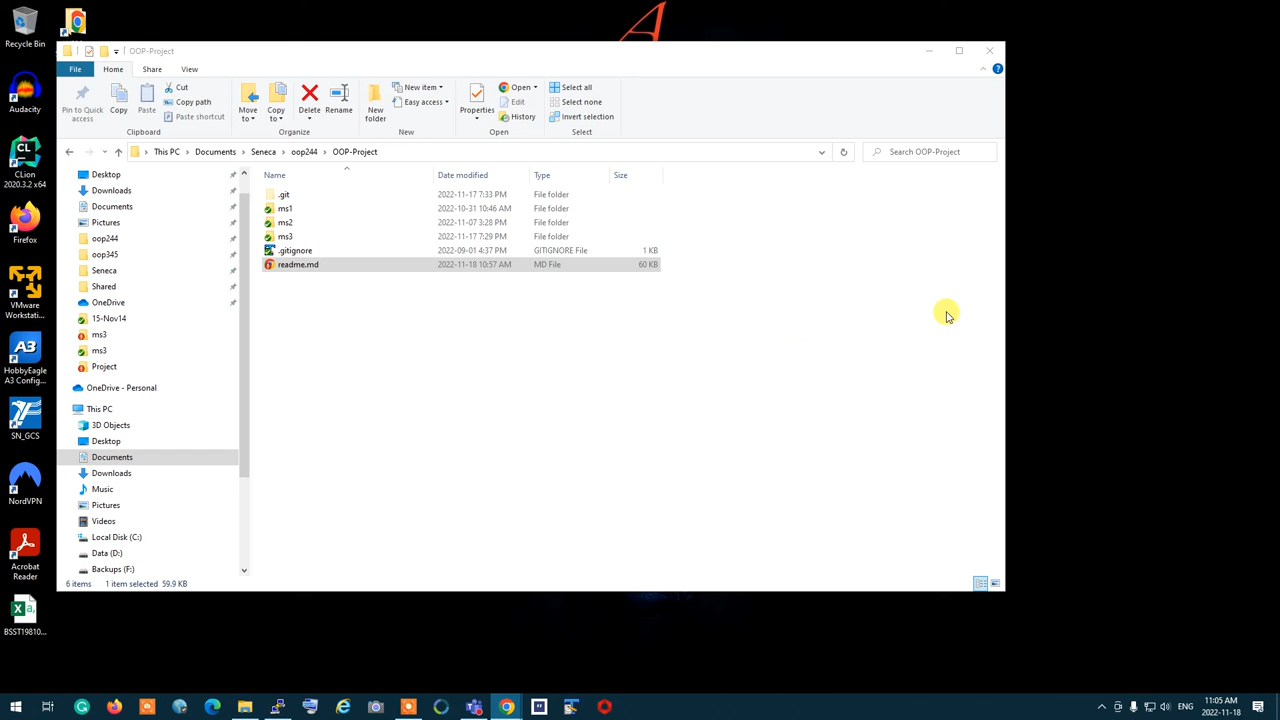 Recycle Bin
Audacity
CLion 2020.3.2 x64
Firefox
VMware Workstati...
HobbyEagle A3 Config...
SN_GCS
NordVPN
Acrobat Reader
BSST19810...
A
OOP-Project
File Home Share View
Pin to Quick access
Copy
Paste
Cut
Copy path
Paste shortcut
Clipboard
Move to
Copy to
Delete
Rename
Organize
New folder
New item
Easy access
New
Properties
Open
Edit
History
Open
Select all
Select none
Invert selection
Select
This PC > Documents > Seneca > oop244 > OOP-Project
Search OOP-Project
Desktop
Downloads
Documents
Pictures
oop244
oop345
Seneca
Shared
OneDrive
15-Nov14
ms3
ms3
Project
OneDrive - Personal
This PC
3D Objects
Desktop
Documents
Downloads
Music
Pictures
Videos
Local Disk (C:)
Data (D:)
Backups (F:)
Name Date modified Type Size
.git 2022-11-17 7:33 PM File folder
ms1 2022-10-31 10:46 AM File folder
ms2 2022-11-07 3:28 PM File folder
ms3 2022-11-17 7:29 PM File folder
.gitignore 2022-09-01 4:37 PM GITIGNORE File 1 KB
readme.md 2022-11-18 10:57 AM MD File 60 KB
6 items 1 item selected 59.9 KB
ENG
11:05 AM
2022-11-18